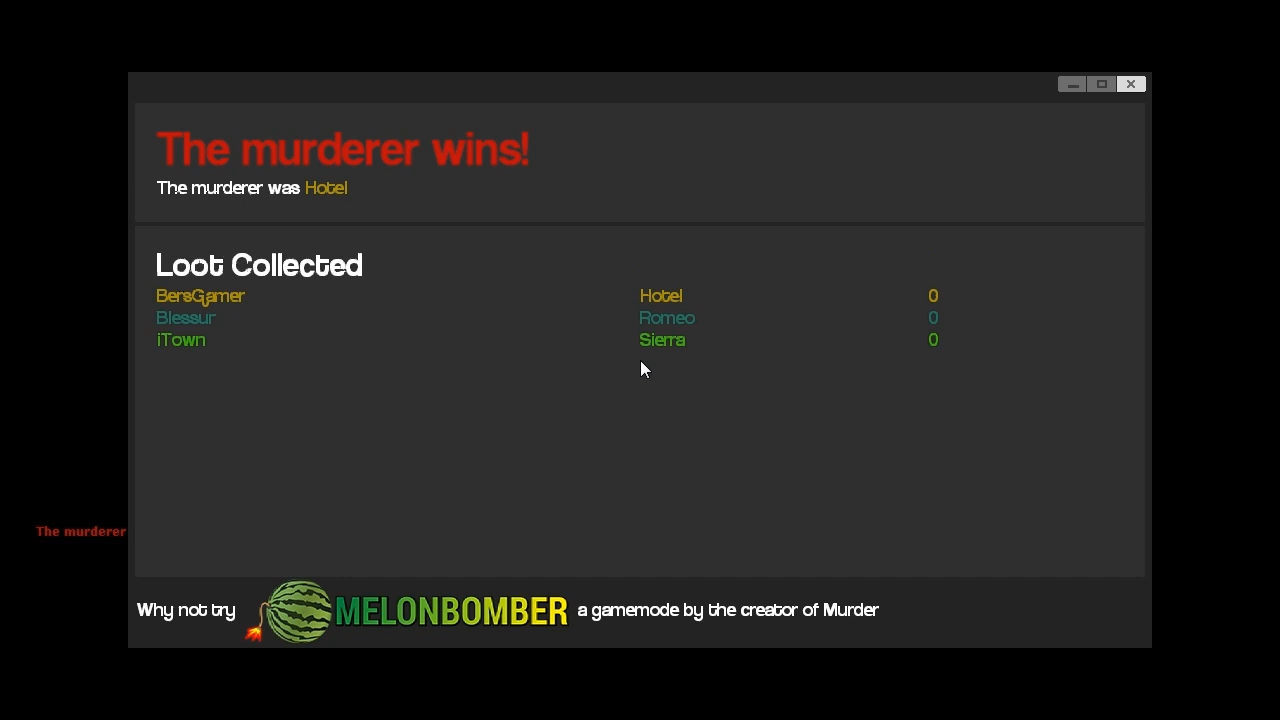 The murderer wins!
The murderer was Hotel
Loot Collected
BersGamer Hotel 0
Blessur Romeo 0
iTown Sierra 0
The murderer
Why not try MELONBOMBER a gamemode by the creator of Murder